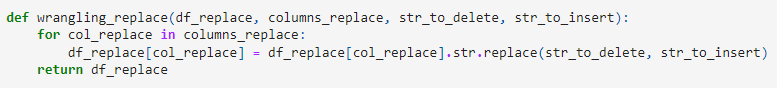 def wrangling_replace(df_replace, columns_replace, str_to_delete, str_to_insert):
    for col_replace in columns_replace:
        df_replace[col_replace] = df_replace[col_replace].str.replace(str_to_delete, str_to_insert)
    return df_replace